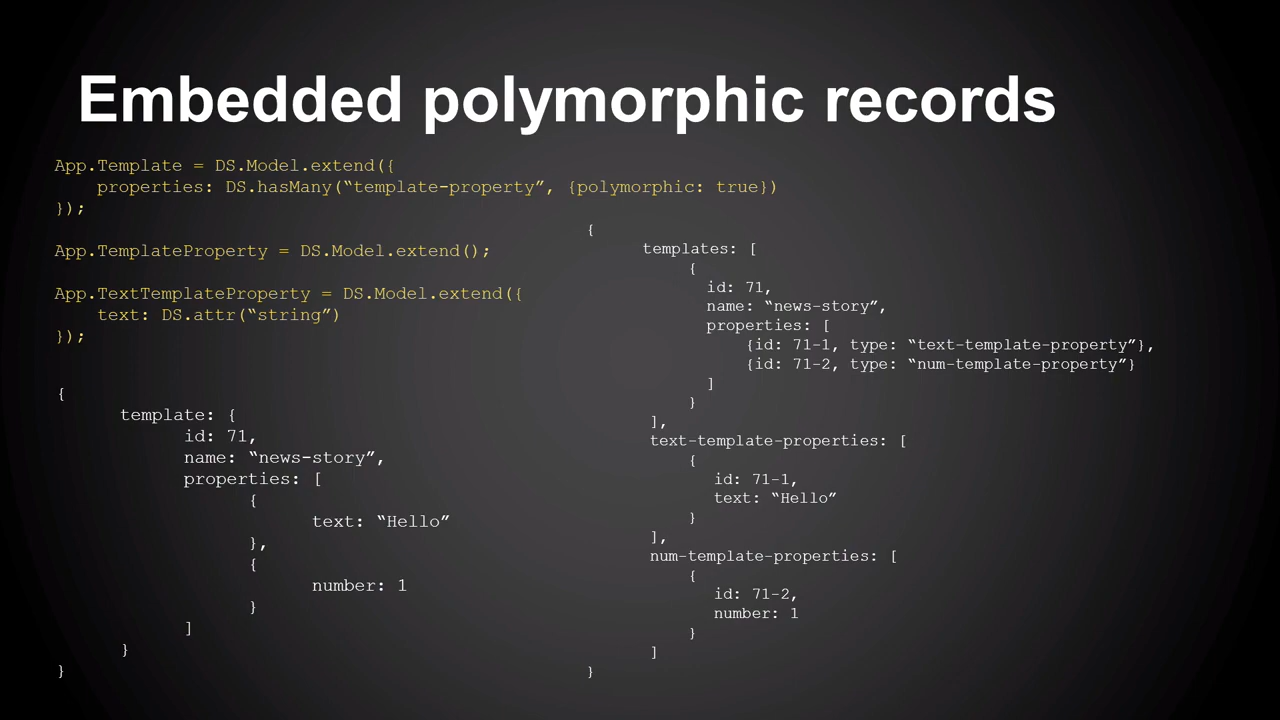 Embedded polymorphic records
App.Template = DS.Model.extend({
properties: DS.hasMany(“template-property”, {polymorphic: true})
});
App.TemplateProperty = DS.Model.extend();
App.TextTemplateProperty = DS.Model.extend({
text: DS.attr(“string”)
});
{
template: {
id: 71,
name: “news-story”,
properties: [
{
text: “Hello”
},
{
number: 1
}
]
}
}
{
templates: [
{
id: 71,
name: “news-story”,
properties: [
{id: 71-1, type: “text-template-property”},
{id: 71-2, type: “num-template-property”}
]
}
],
text-template-properties: [
{
id: 71-1,
text: “Hello”
}
],
num-template-properties: [
{
id: 71-2,
number: 1
}
]
}